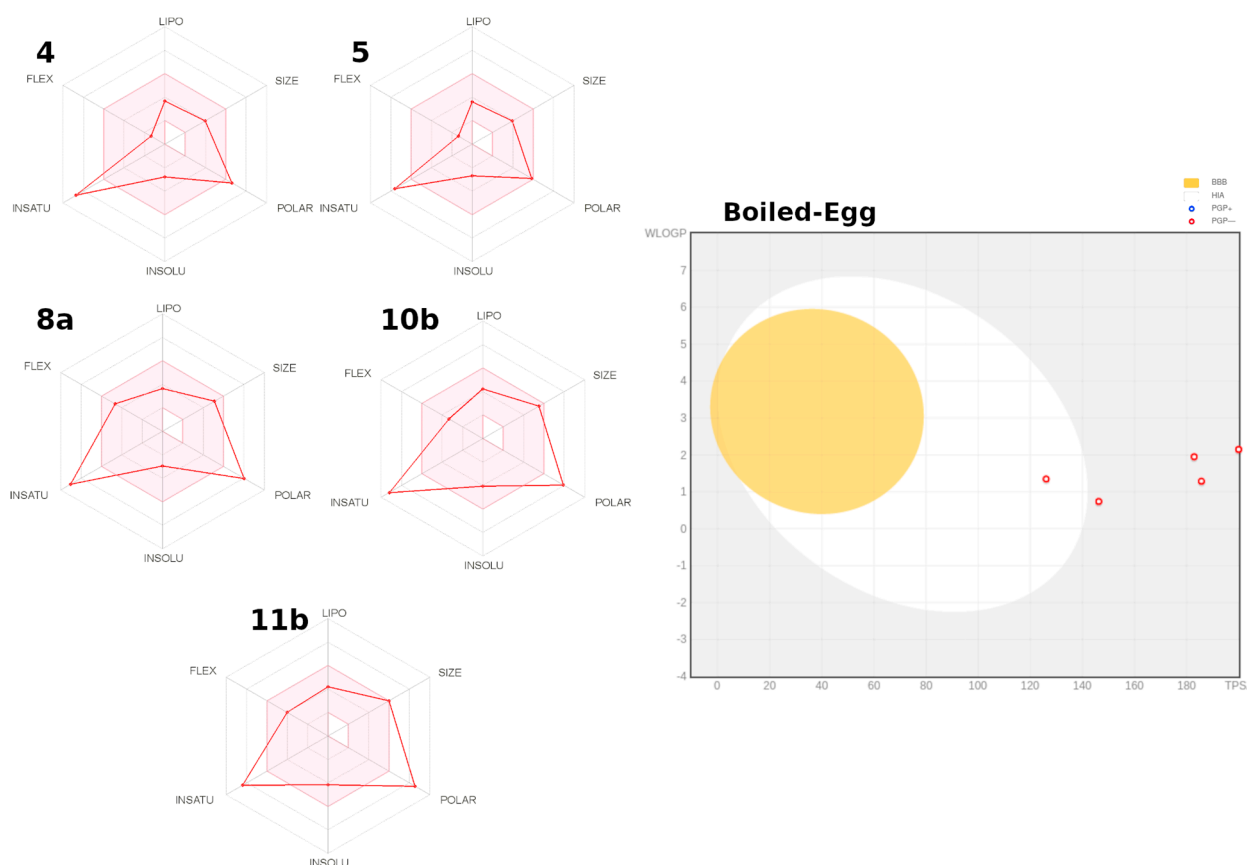 4
LIPO
FLEX
SIZE
INSATU
POLAR
INSOLU
5
LIPO
FLEX
SIZE
INSATU
POLAR
INSOLU
8a
LIPO
FLEX
SIZE
INSATU
POLAR
INSOLU
10b
LIPO
FLEX
SIZE
INSATU
POLAR
INSOLU
11b
LIPO
FLEX
SIZE
INSATU
POLAR
INSOLU
Boiled-Egg
BBB
HIA
PGP+
PGP−
WLOGP
7
6
5
4
3
2
1
0
-1
-2
-3
-4
0 20 40 60 80 100 120 140 160 180 TPS